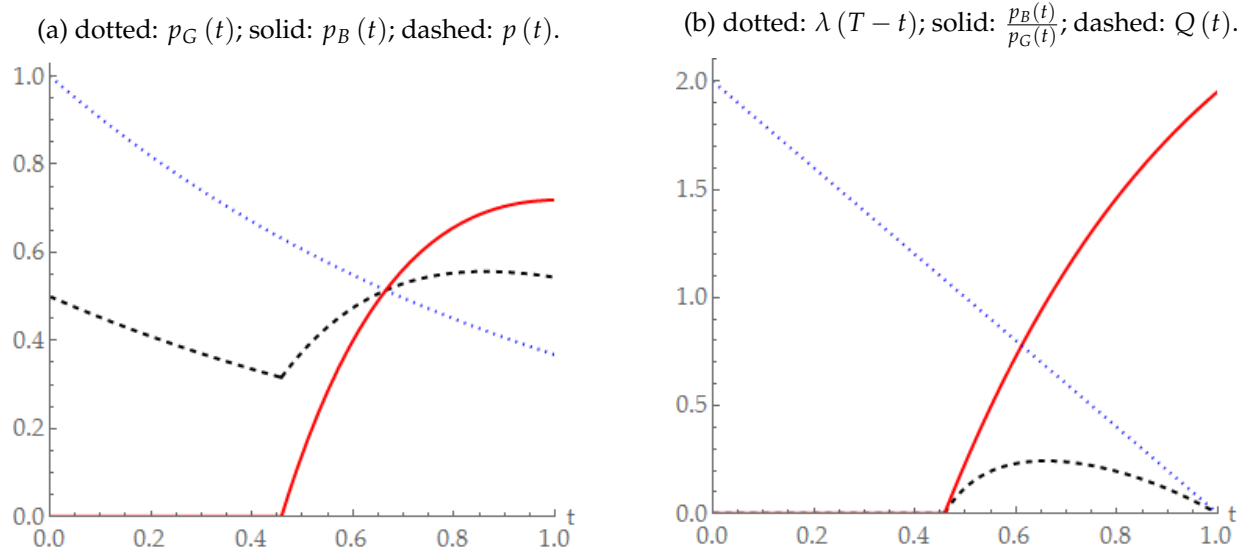 (a) dotted: p_G (t); solid: p_B (t); dashed: p (t).
1.0
0.8
0.6
0.4
0.2
0.0
0.0 0.2 0.4 0.6 0.8 1.0 t
(b) dotted: λ (T − t); solid: p_B(t)/p_G(t); dashed: Q (t).
2.0
1.5
1.0
0.5
0.0
0.0 0.2 0.4 0.6 0.8 1.0 t